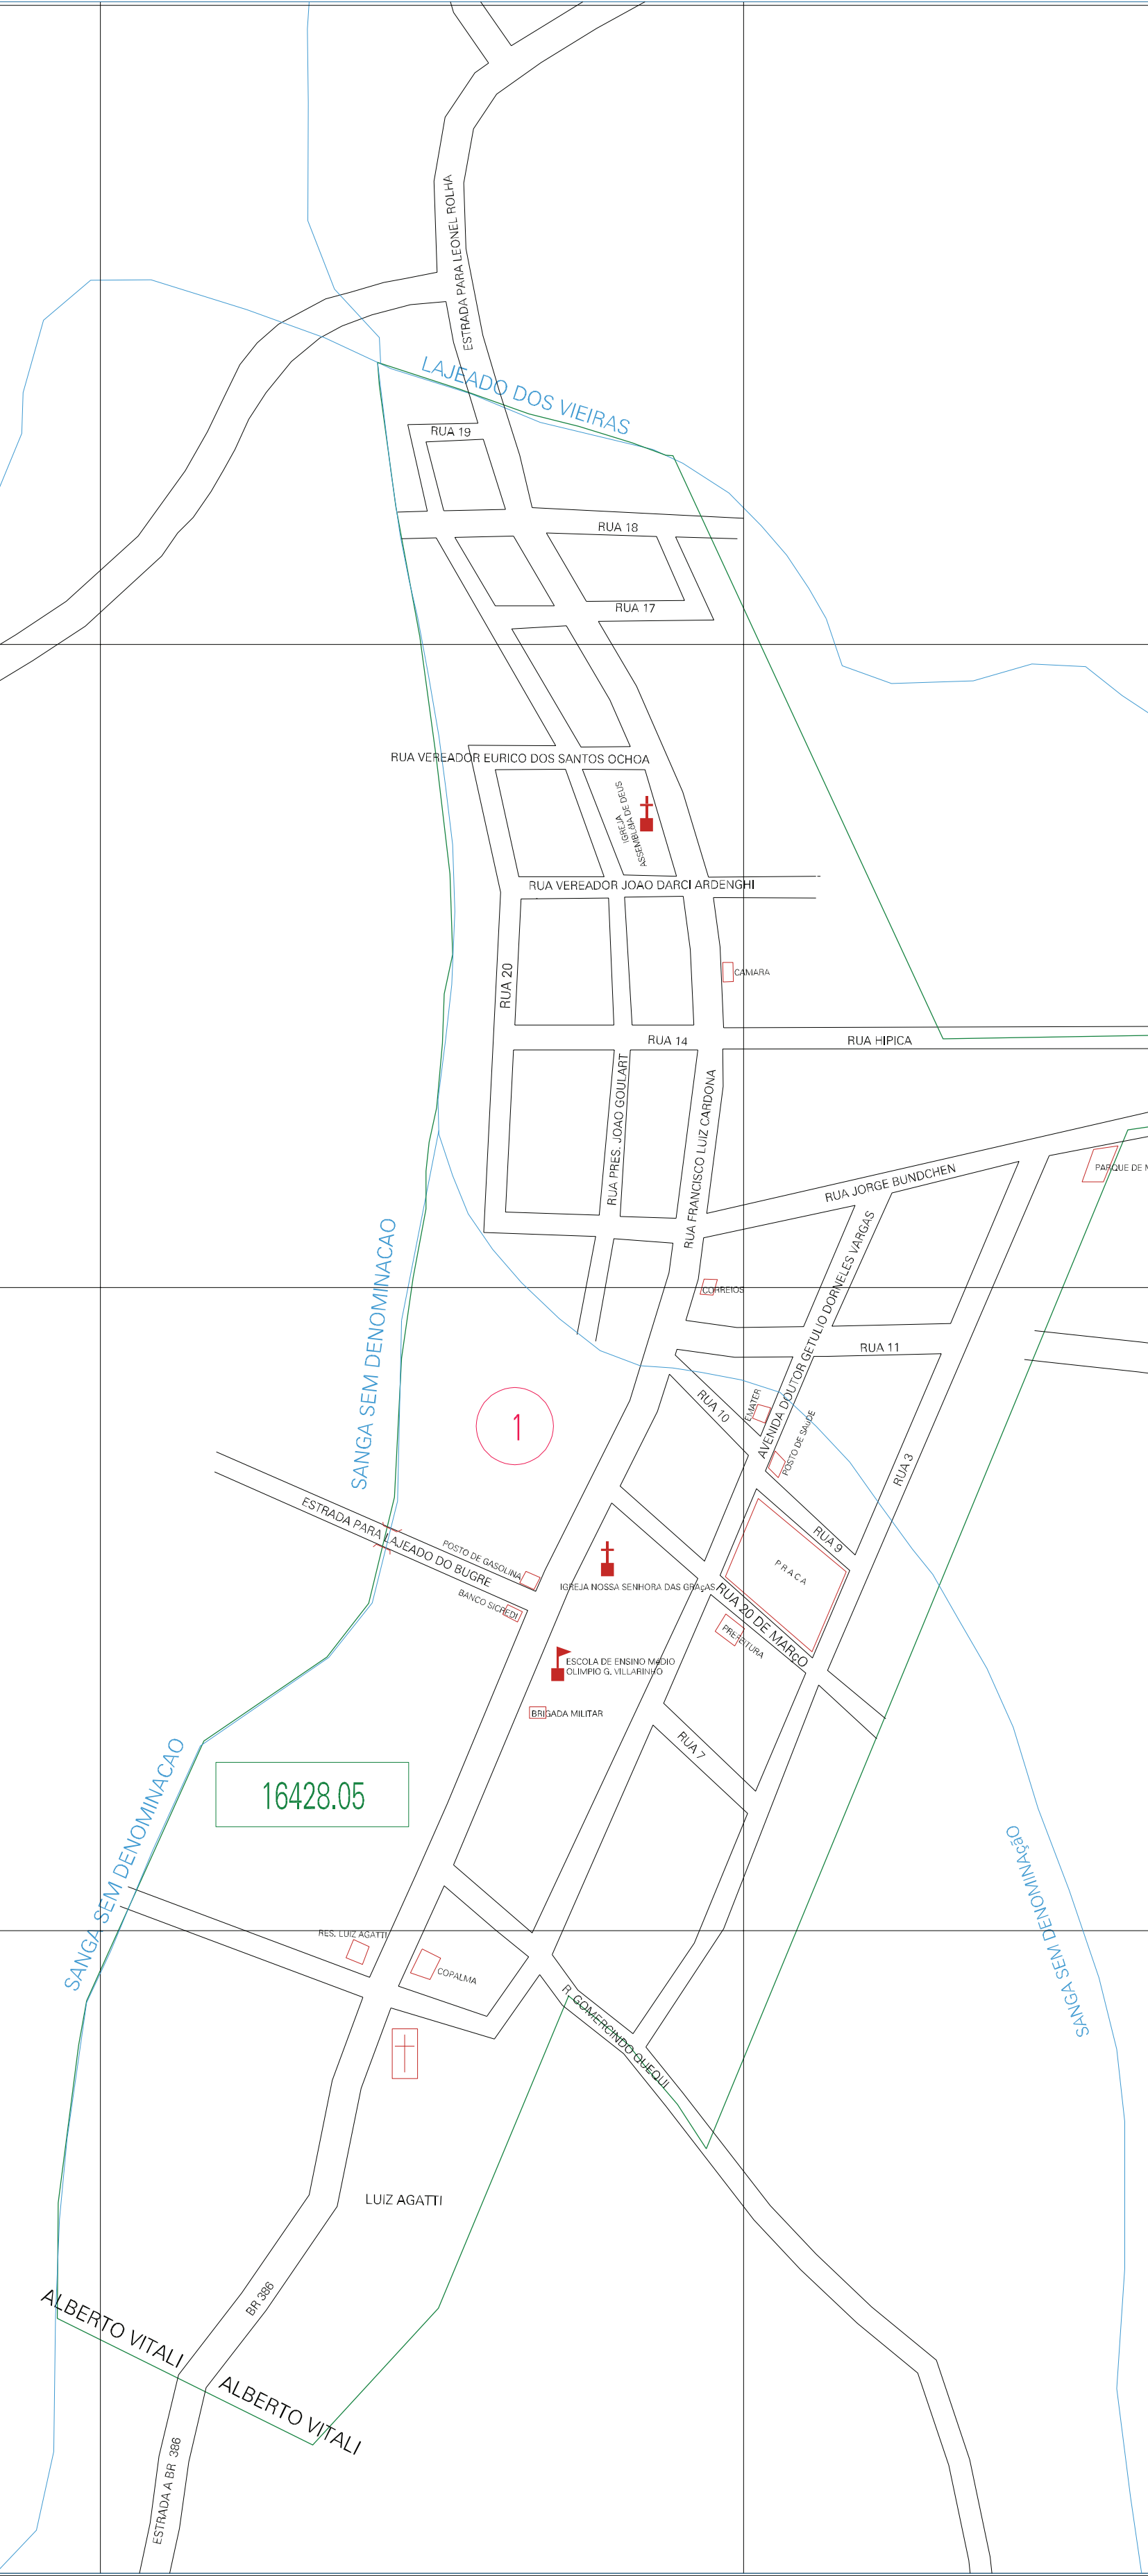 ESTRADA PARA LEONEL ROLHA
LAJEADO DOS VIEIRAS
RUA 19
RUA 18
RUA 17
RUA VEREADOR EURICO DOS SANTOS OCHOA
IGREJA
ASSEMBLéIA DE DEUS
RUA VEREADOR JOAO DARCI ARDENGHI
RUA 20
CAMARA
RUA 14
RUA HIPICA
RUA PRES. JOAO GOULART
RUA FRANCISCO LUIZ CARDONA
RUA JORGE BUNDCHEN
PARQUE DE
AVENIDA DOUTOR GETULIO DORNELES VARGAS
SANGA SEM DENOMINACAO
CORREIOS
RUA 11
RUA 10
EMATER
POSTO DE SAúDE
1
RUA 3
ESTRADA PARA LAJEADO DO BUGRE
POSTO DE GASOLINA
BANCO SICREDI
RUA 9
PRACA
IGREJA NOSSA SENHORA DAS GRAçAS
RUA 20 DE MARçO
PREFEITURA
ESCOLA DE ENSINO MéDIO
OLIMPIO G. VILLARINHO
BRIGADA MILITAR
RUA 7
16428.05
SANGA SEM DENOMINACAO
SANGA SEM DENOMINAçãO
RES. LUIZ AGATTI
COPALMA
R. GOMERCINDO QUEQUI
LUIZ AGATTI
BR 386
ALBERTO VITALI
ALBERTO VITALI
ESTRADA A BR 386